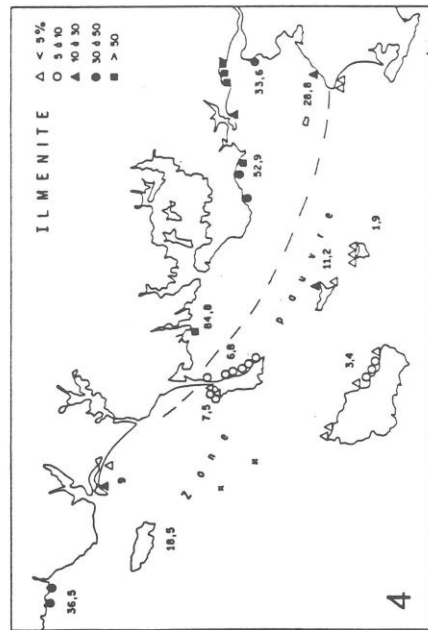 ILMENITE
△ < 5%
○ 5 à 10
▲ 10 à 30
● 30 à 50
■ > 50
36,5
9
18,5
7,5
6,8
84,8
52,9
33,6
28,8
11,2
1,9
3,4
Zone pauvre
4